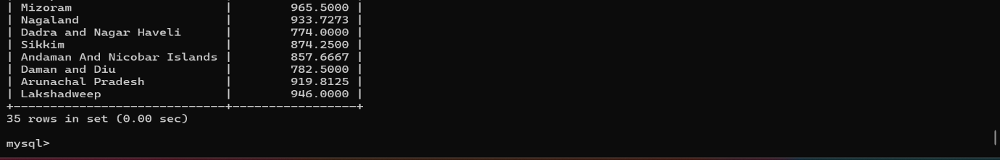 | Mizoram                     |        965.5000 |
| Nagaland                    |        933.7273 |
| Dadra and Nagar Haveli      |        774.0000 |
| Sikkim                      |        874.2500 |
| Andaman And Nicobar Islands |        857.6667 |
| Daman and Diu               |        782.5000 |
| Arunachal Pradesh           |        919.8125 |
| Lakshadweep                 |        946.0000 |
+-----------------------------+-----------------+
35 rows in set (0.00 sec)
mysql>